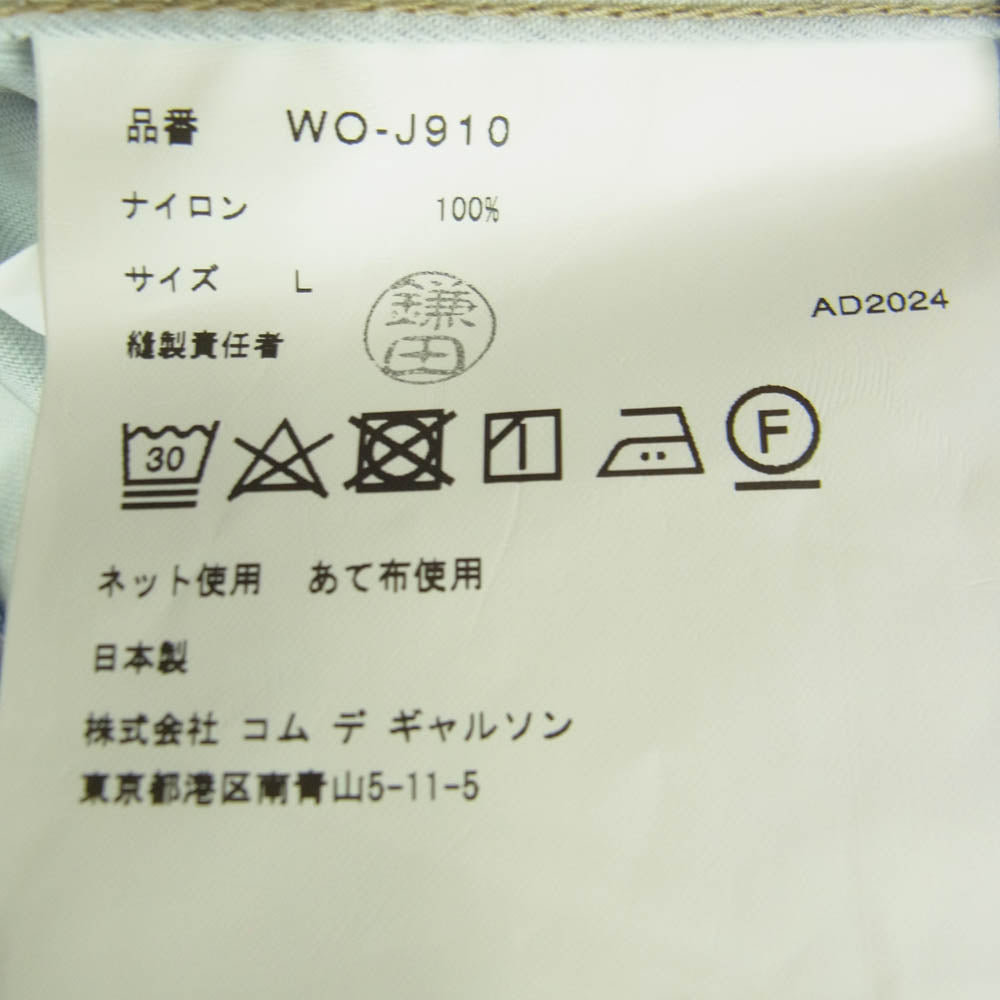 品番 WO-J910
ナイロン 100%
サイズ L
AD2024
縫製責任者 鎌田
30 F
ネット使用 あて布使用
日本製
株式会社 コム デ ギャルソン
東京都港区南青山5-11-5